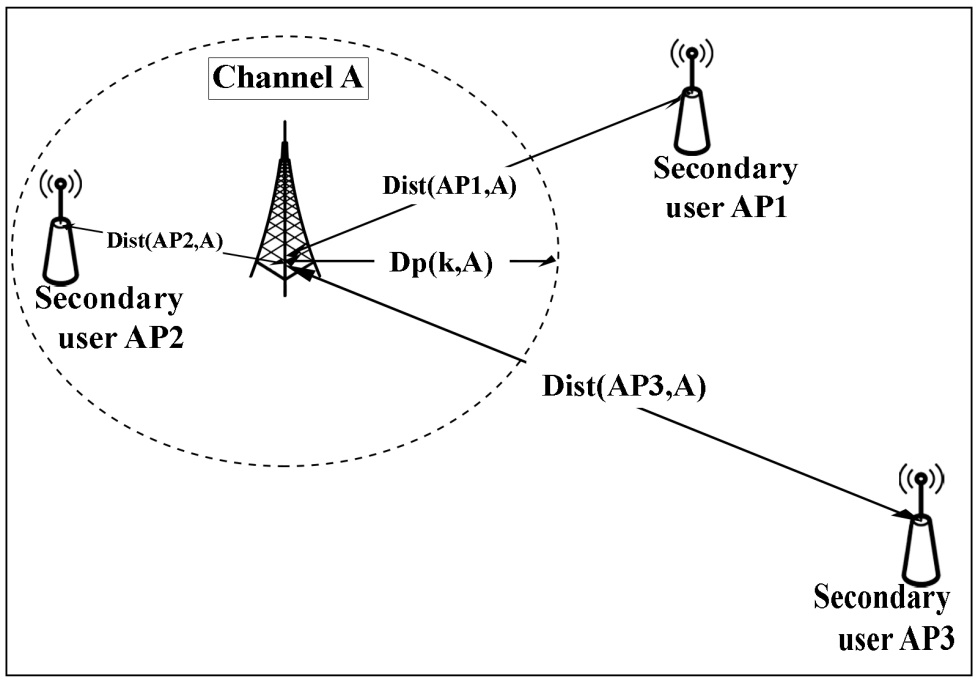 Channel A
Dist(AP1,A)
Secondary
user AP1
Dist(AP2,A)
Dp(k,A)
Secondary
user AP2
Dist(AP3,A)
Secondary
user AP3